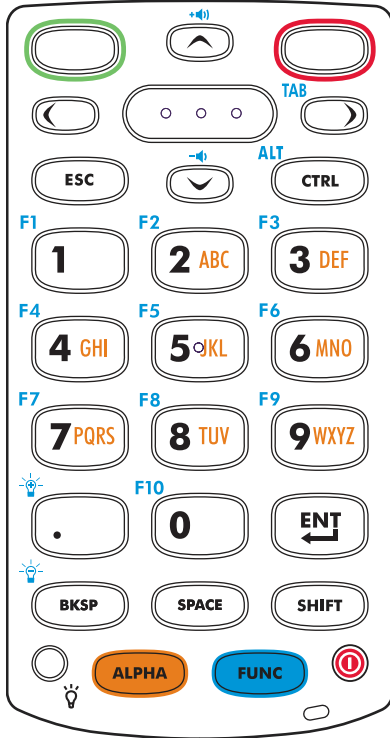 TAB
ALT
ESC
CTRL
F1 F2 F3
1 2 ABC 3 DEF
F4 F5 F6
4 GHI 5 JKL 6 MNO
F7 F8 F9
7 PQRS 8 TUV 9 WXYZ
F10
. 0 ENT
BKSP SPACE SHIFT
ALPHA FUNC